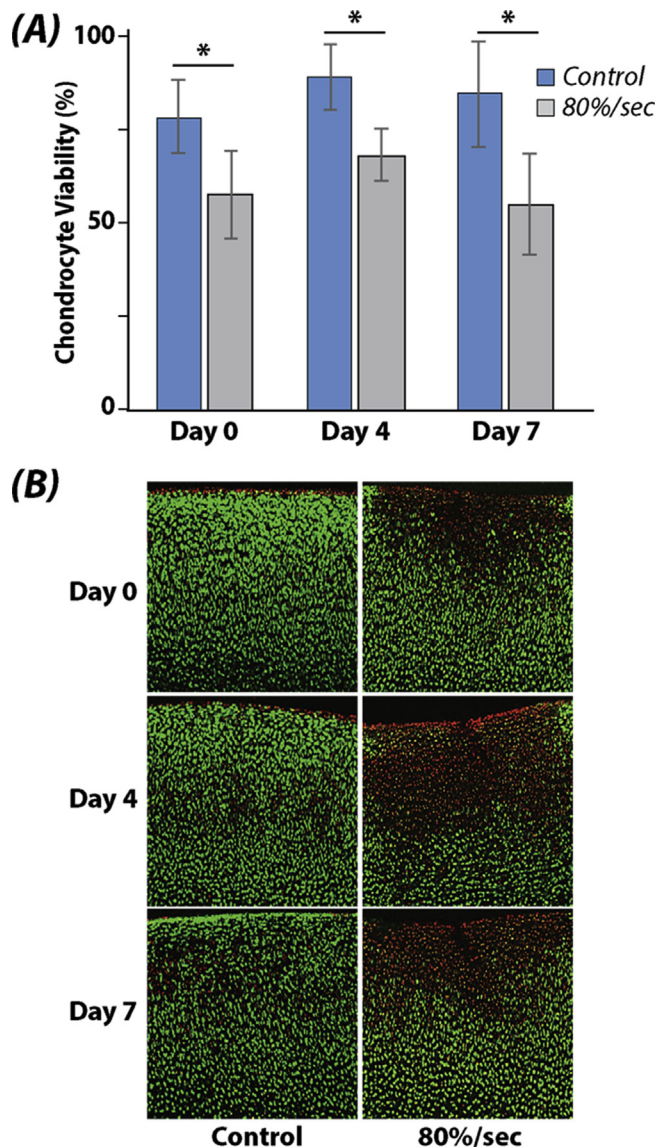 (A)
100
50
0
Chondrocyte Viability (%)
*
*
*
Control
80%/sec
Day 0
Day 4
Day 7
(B)
Day 0
Day 4
Day 7
Control
80%/sec